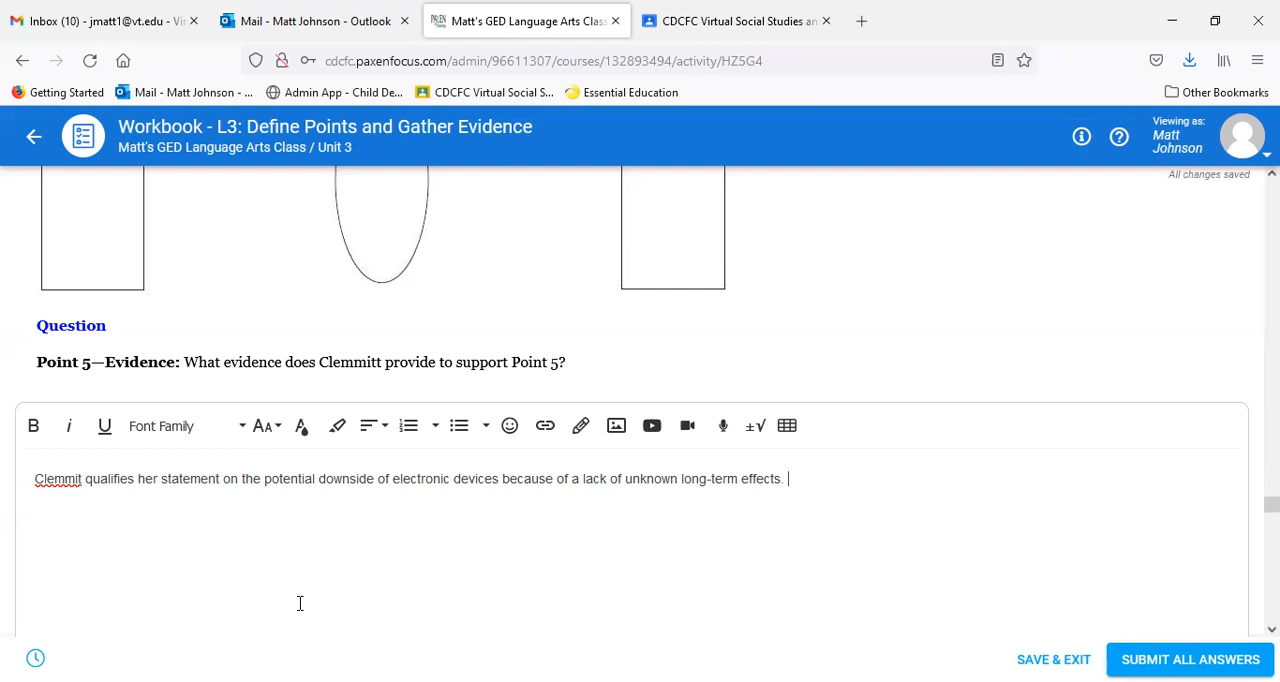 Inbox (10) - jmatt1@vt.edu - Vir
Mail - Matt Johnson - Outlook
PAXEN
Matt's GED Language Arts Clas
CDCFC Virtual Social Studies an
cdcfc.paxenfocus.com/admin/96611307/courses/132893494/activity/HZ5G4
Getting Started
Mail - Matt Johnson - ...
Admin App - Child De...
CDCFC Virtual Social S...
Essential Education
Other Bookmarks
Workbook - L3: Define Points and Gather Evidence
Matt's GED Language Arts Class / Unit 3
Viewing as:
Matt
Johnson
All changes saved
Question
Point 5—Evidence: What evidence does Clemmitt provide to support Point 5?
B i U Font Family AA A ±√
Clemmit qualifies her statement on the potential downside of electronic devices because of a lack of unknown long-term effects.
SAVE & EXIT
SUBMIT ALL ANSWERS